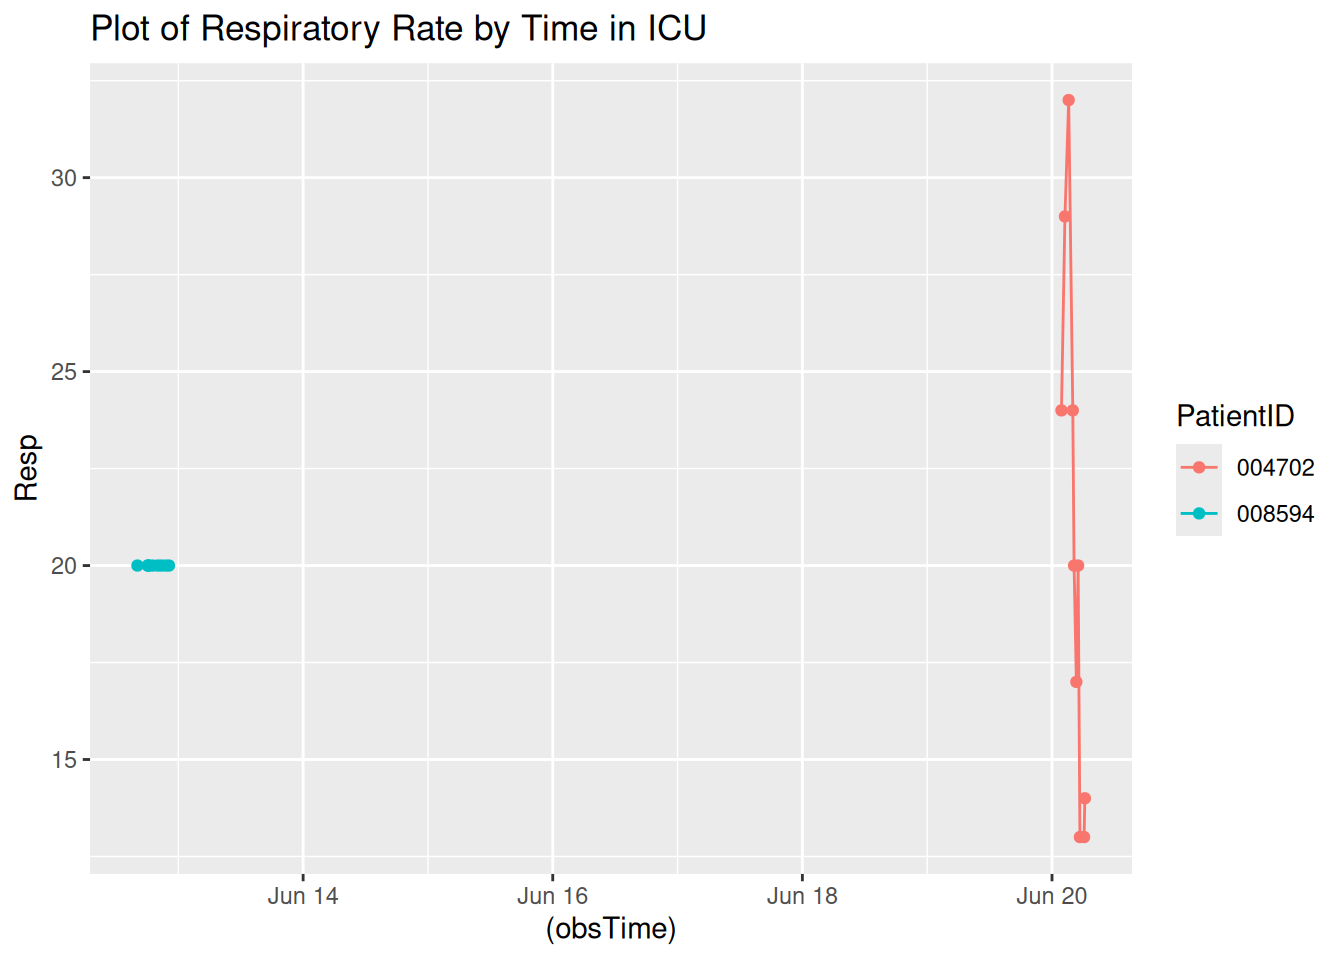 Plot of Respiratory Rate by Time in ICU
30
25
20
15
Resp
Jun 14
Jun 16
Jun 18
Jun 20
(obsTime)
PatientID
004702
008594